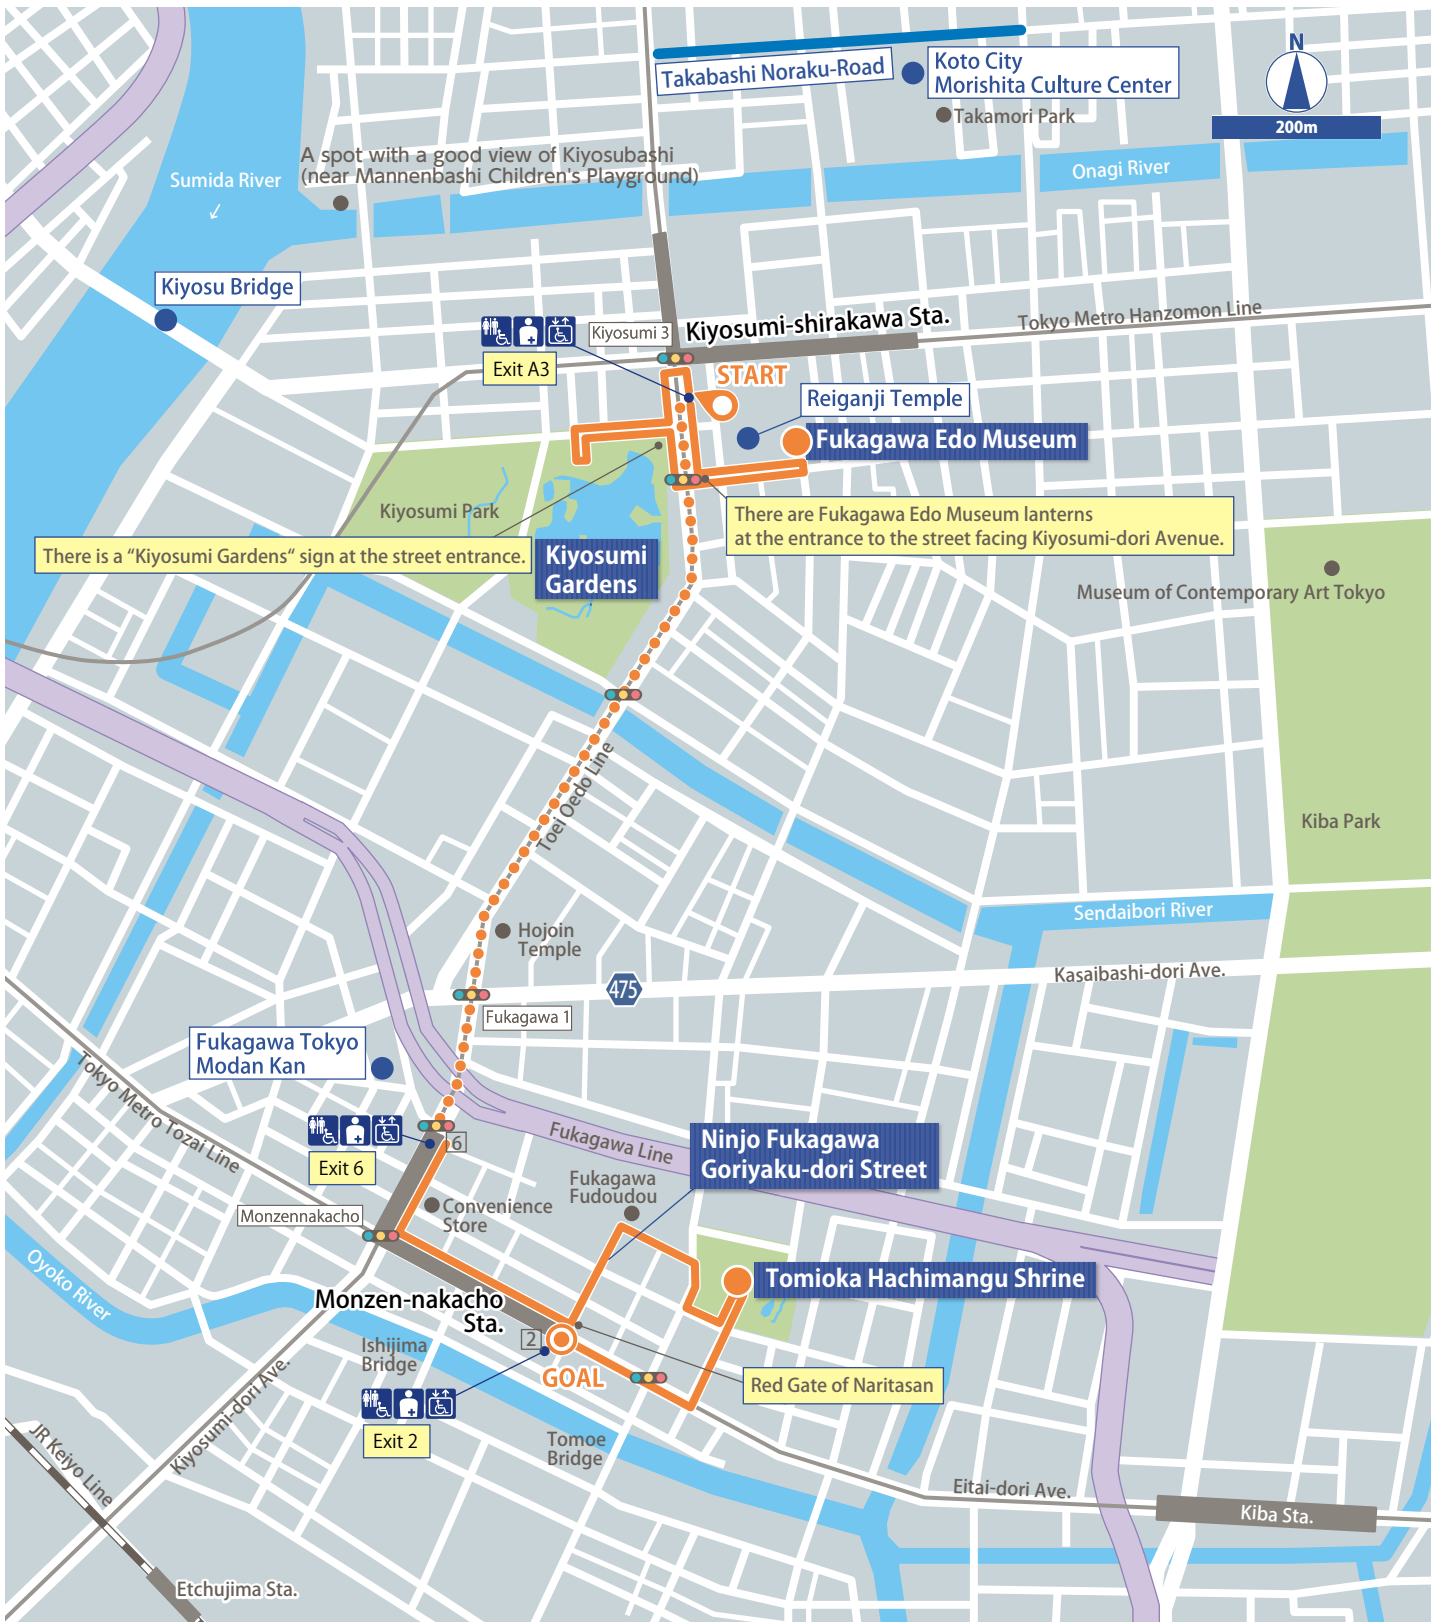 Takabashi Noraku-Road
Koto City
Morishita Culture Center
N
200m
Takamori Park
A spot with a good view of Kiyosubashi
(near Mannenbashi Children's Playground)
Sumida River
Onagi River
Kiyosu Bridge
Kiyosumi 3
Kiyosumi-shirakawa Sta.
Tokyo Metro Hanzomon Line
Exit A3
START
Reiganji Temple
Fukagawa Edo Museum
Kiyosumi Park
There are Fukagawa Edo Museum lanterns
at the entrance to the street facing Kiyosumi-dori Avenue.
There is a “Kiyosumi Gardens“ sign at the street entrance.
Kiyosumi
Gardens
Museum of Contemporary Art Tokyo
Toei Oedo Line
Kiba Park
Sendaibori River
Hojoin
Temple
Kasaibashi-dori Ave.
475
Fukagawa 1
Fukagawa Tokyo
Modan Kan
Tokyo Metro Tozai Line
6
Exit 6
Fukagawa Line
Ninjo Fukagawa
Goriyaku-dori Street
Fukagawa
Fudoudou
Convenience
Store
Monzennakacho
Oyoko River
Tomioka Hachimangu Shrine
Monzen-nakacho
Sta.
2
Ishijima
Bridge
GOAL
Red Gate of Naritasan
Kiyosumi-dori Ave.
Exit 2
Tomoe
Bridge
JR Keiyo Line
Eitai-dori Ave.
Kiba Sta.
Etchujima Sta.